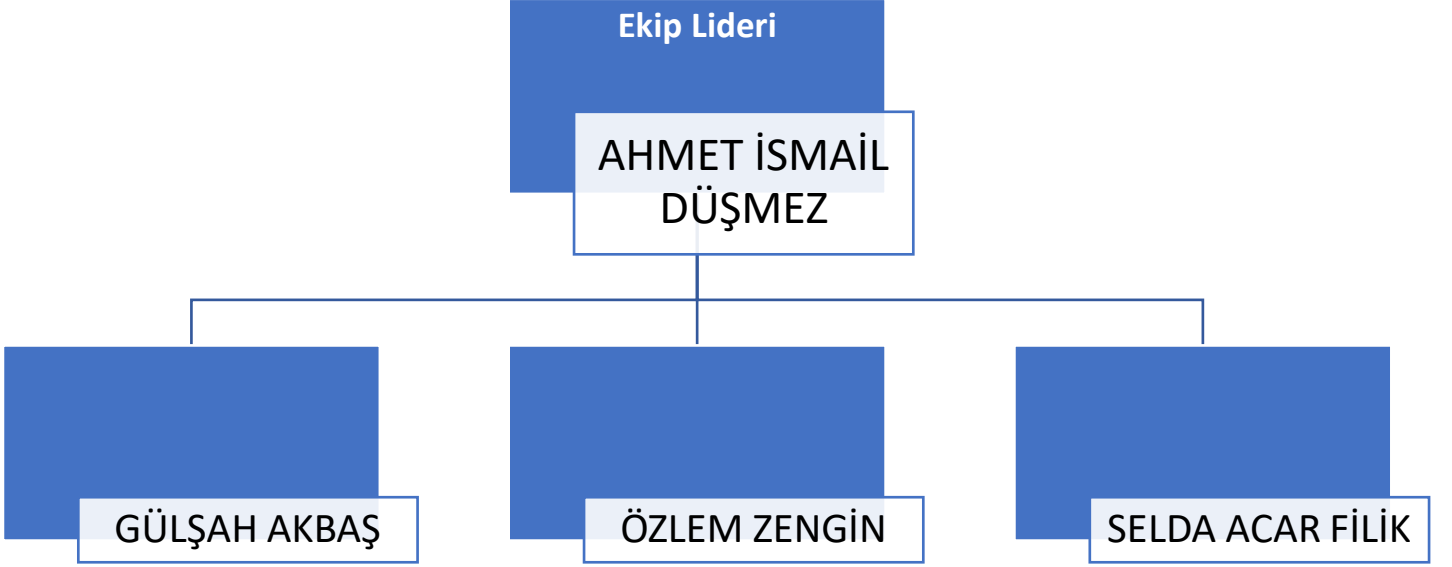 Ekip Lideri
AHMET İSMAİL
DÜŞMEZ
GÜLŞAH AKBAŞ
ÖZLEM ZENGİN
SELDA ACAR FİLİK